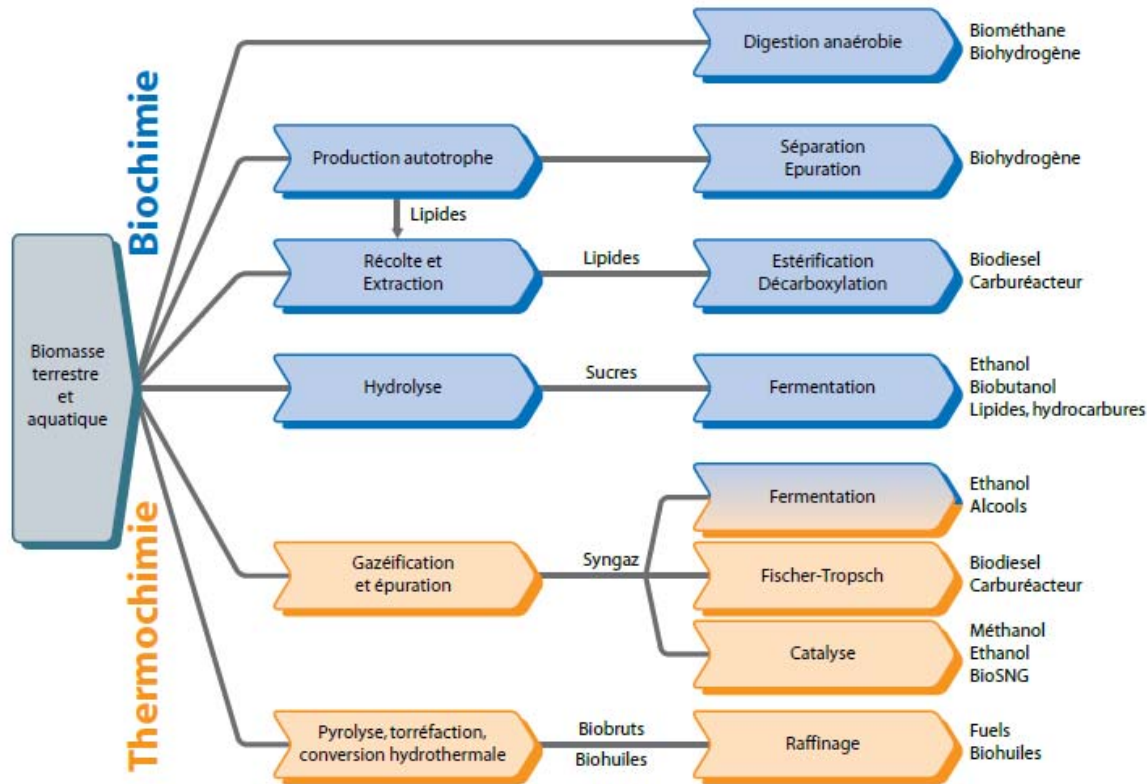 Biochimie
Thermochimie
Biomasse
terrestre
et
aquatique
Digestion anaérobie
Biométhane
Biohydrogène
Production autotrophe
Séparation
Epuration
Biohydrogène
Lipides
Récolte et
Extraction
Lipides
Estérification
Décarboxylation
Biodiesel
Carburéacteur
Hydrolyse
Sucres
Fermentation
Ethanol
Biobutanol
Lipides, hydrocarbures
Gazéification
et épuration
Syngaz
Fermentation
Ethanol
Alcools
Fischer-Tropsch
Biodiesel
Carburéacteur
Catalyse
Méthanol
Ethanol
BioSNG
Pyrolyse, torréfaction,
conversion hydrothermale
Biobruts
Biohuiles
Raffinage
Fuels
Biohuiles